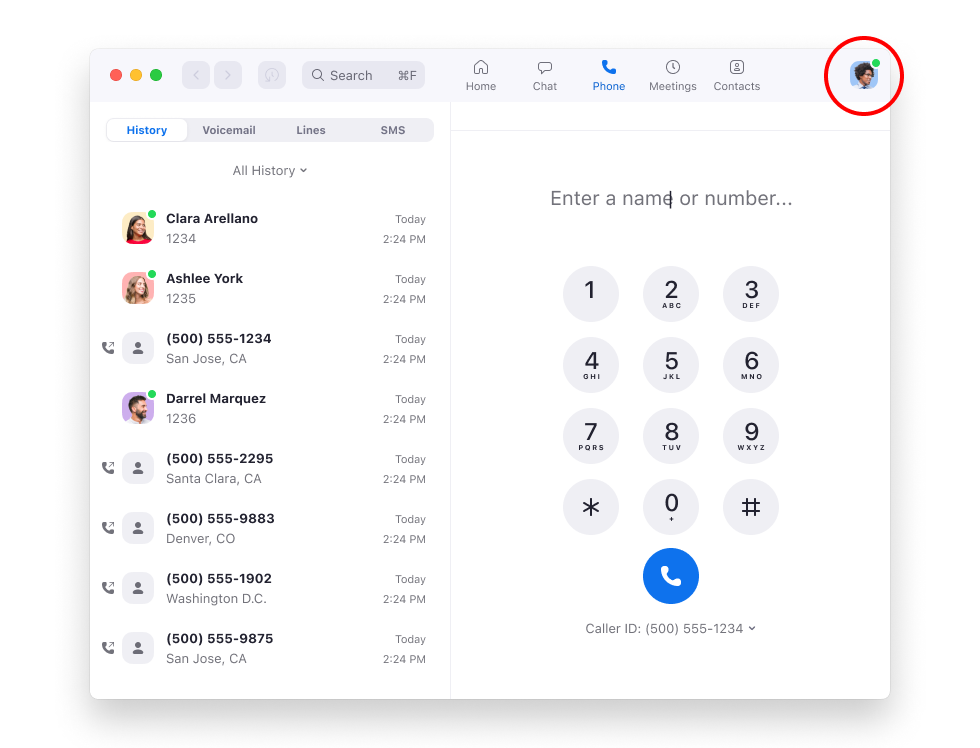 Search ⌘F
Home Chat Phone Meetings Contacts
History Voicemail Lines SMS
All History
Clara Arellano Today
1234 2:24 PM
Ashlee York Today
1235 2:24 PM
(500) 555-1234 Today
San Jose, CA 2:24 PM
Darrel Marquez Today
1236 2:24 PM
(500) 555-2295 Today
Santa Clara, CA 2:24 PM
(500) 555-9883 Today
Denver, CO 2:24 PM
(500) 555-1902 Today
Washington D.C. 2:24 PM
(500) 555-9875 Today
San Jose, CA 2:24 PM
Enter a name or number...
1 2 3
ABC DEF
4 5 6
GHI JKL MNO
7 8 9
PQRS TUV WXYZ
* 0 #
+
Caller ID: (500) 555-1234